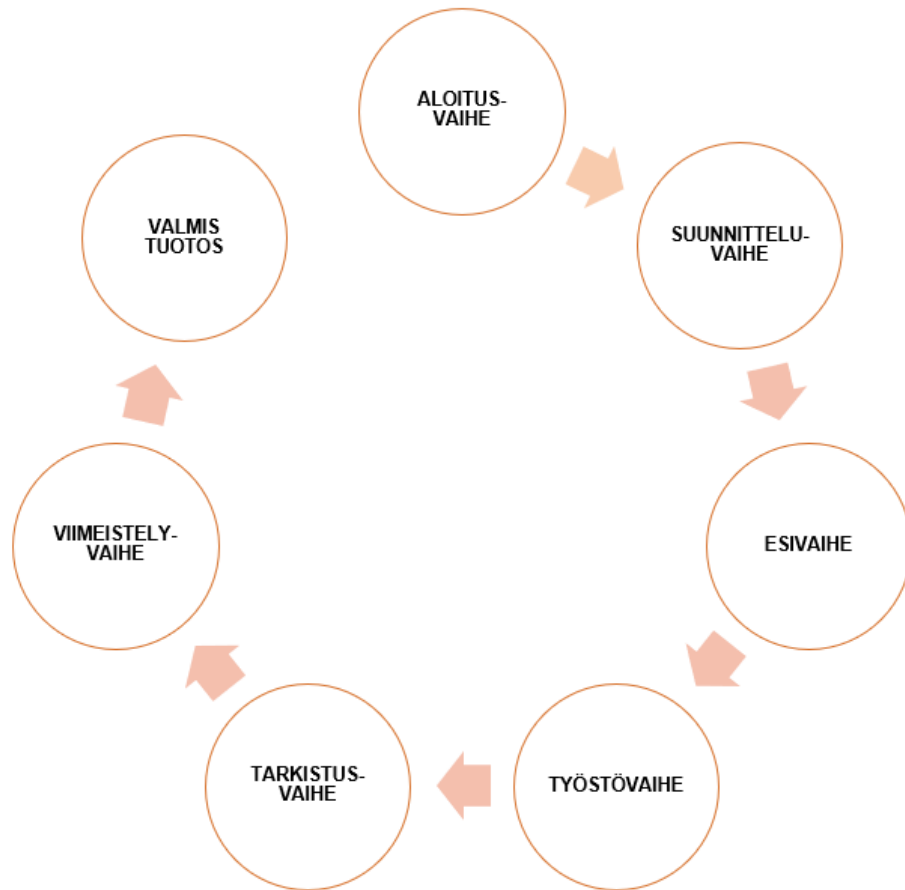 ALOITUS-
VAIHE
SUUNNITTELU-
VAIHE
ESIVAIHE
TYÖSTÖVAIHE
TARKISTUS-
VAIHE
VIIMEISTELY-
VAIHE
VALMIS
TUOTOS